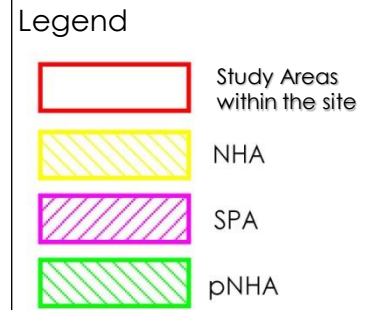 Legend
Study Areas
within the site
NHA
SPA
pNHA